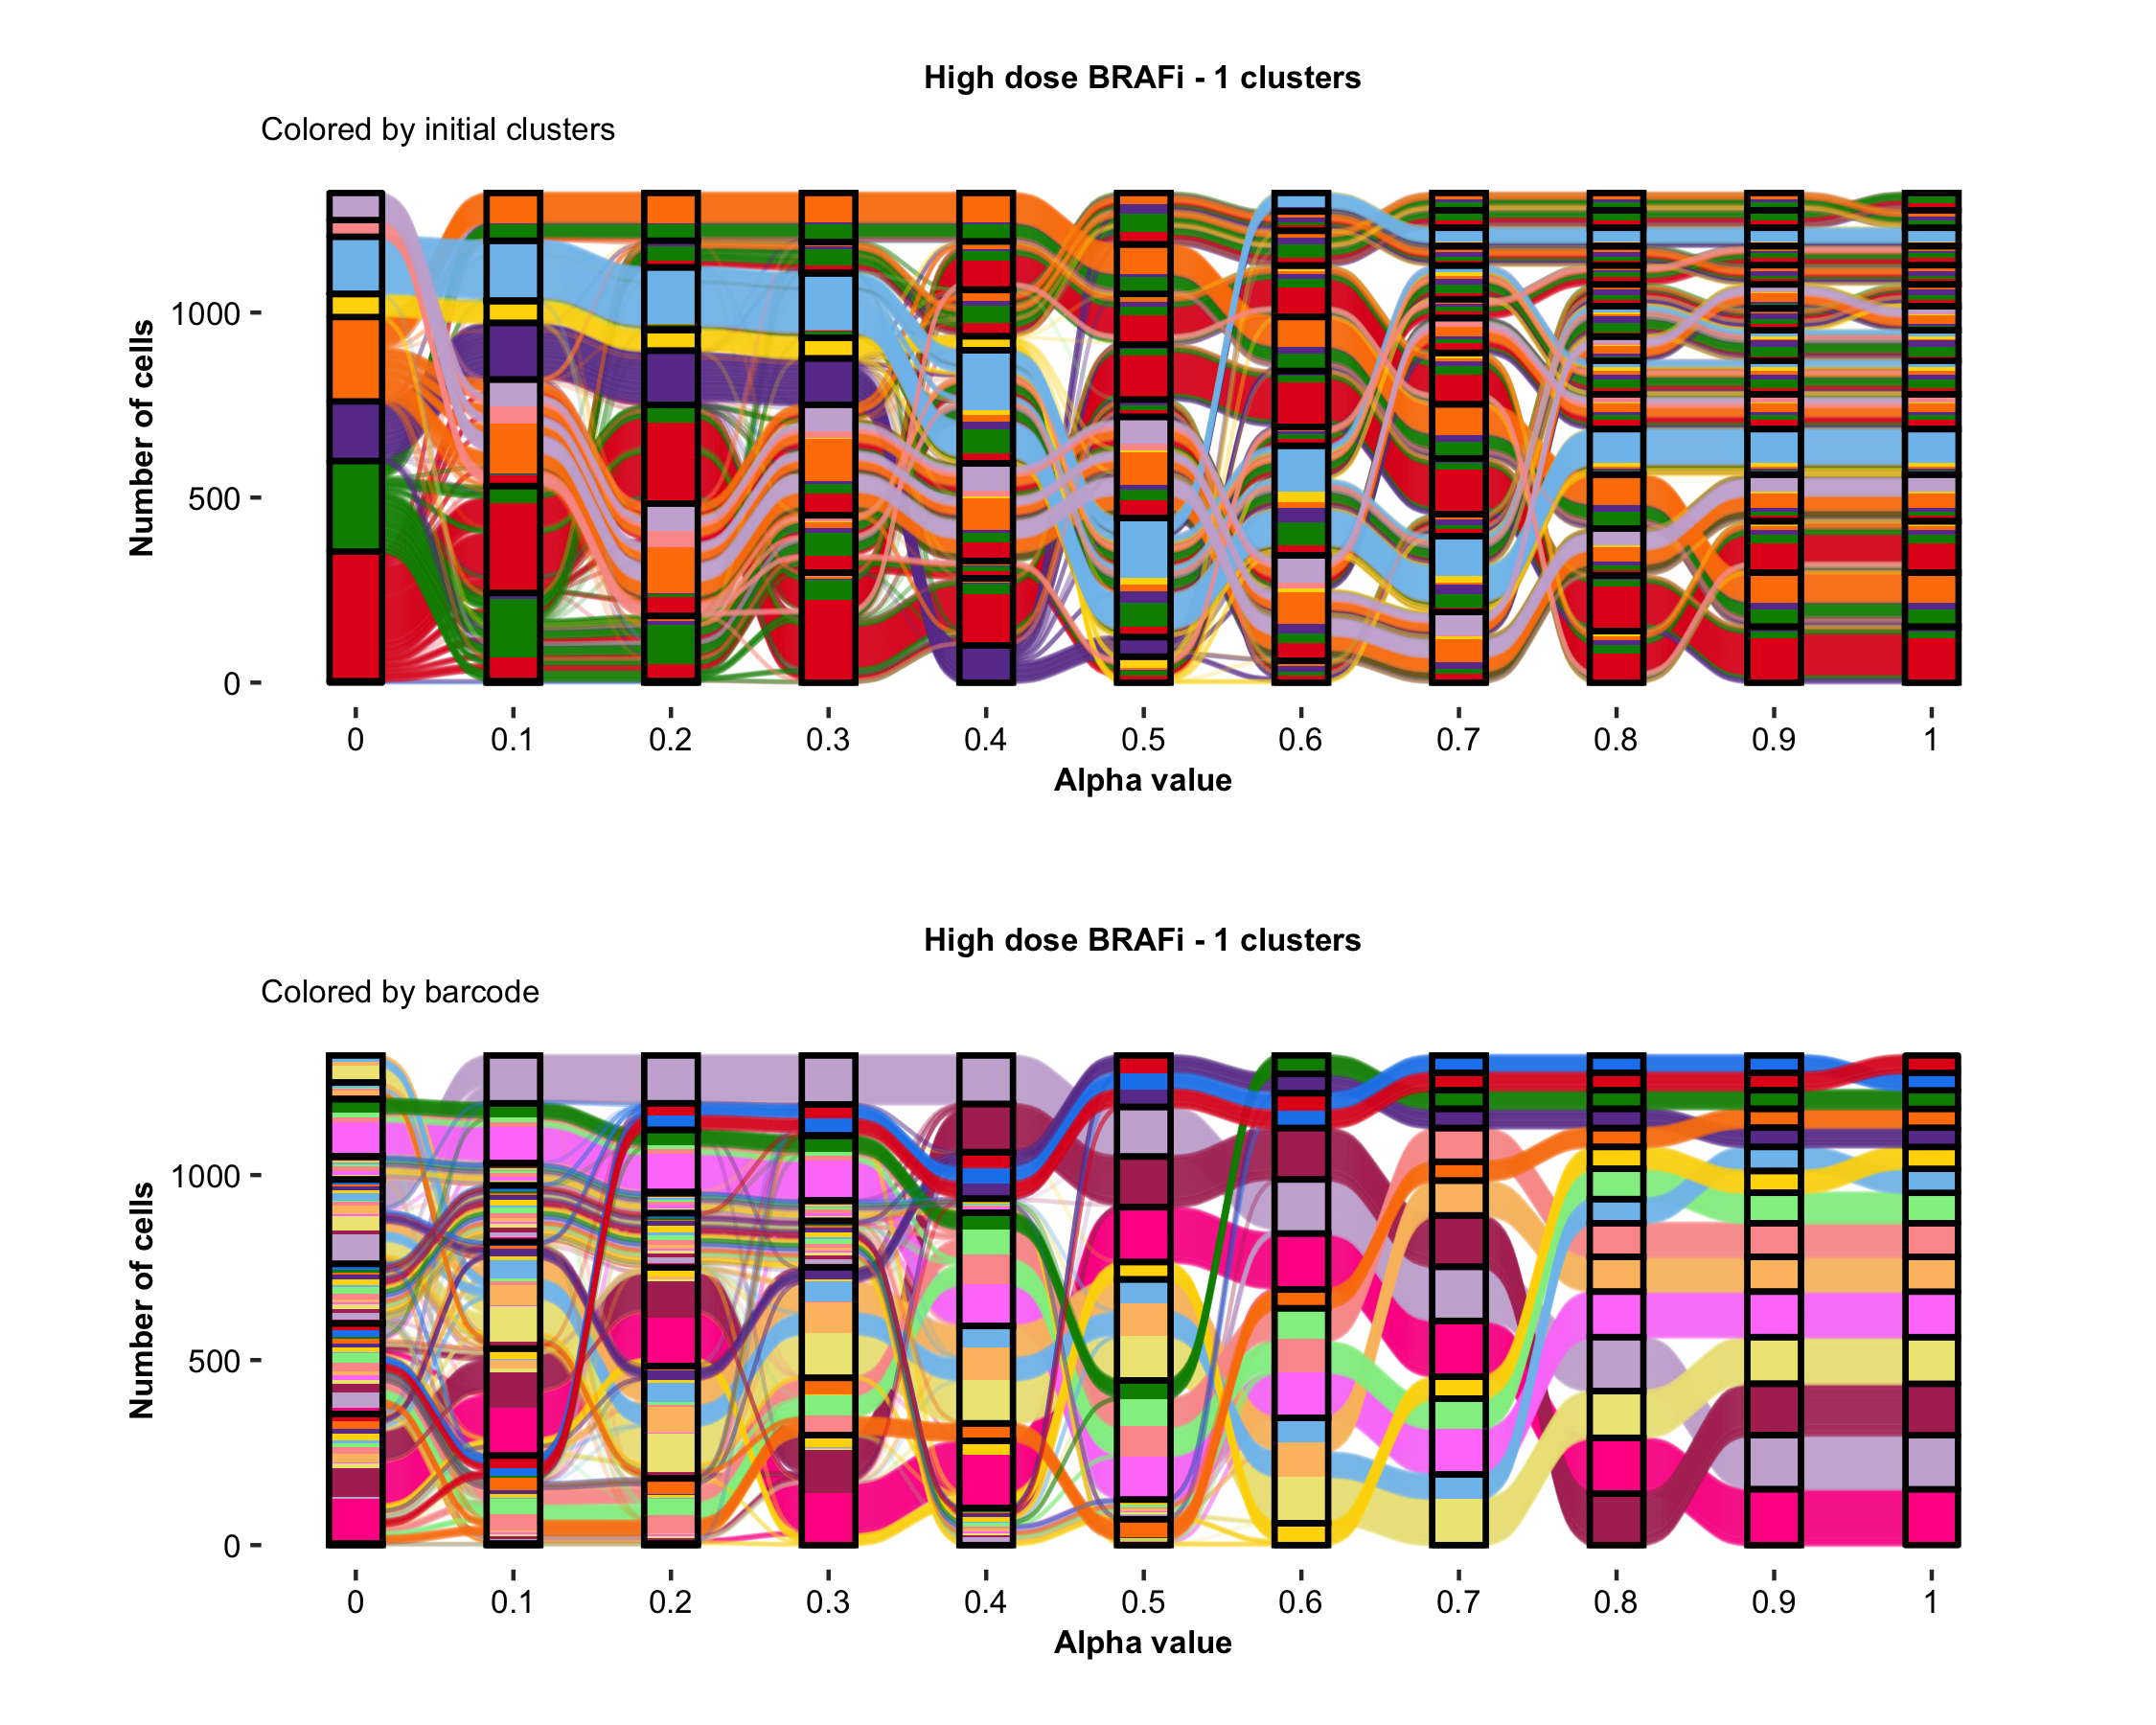 High dose BRAFi - 1 clusters
Colored by initial clusters
Number of cells
1000
500
0
0 0.1 0.2 0.3 0.4 0.5 0.6 0.7 0.8 0.9 1
Alpha value
High dose BRAFi - 1 clusters
Colored by barcode
Number of cells
1000
500
0
0 0.1 0.2 0.3 0.4 0.5 0.6 0.7 0.8 0.9 1
Alpha value